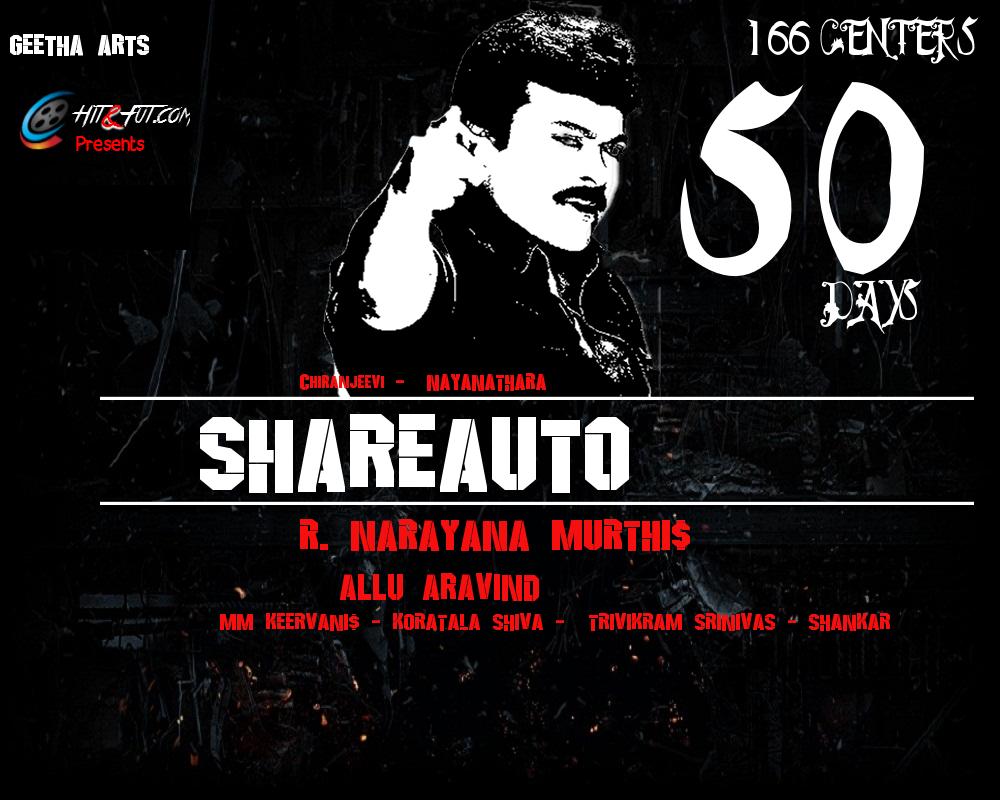 GEETHA ARTS
HIT&FUT.COM
Presents
166 CENTERS
50
DAYS
CHIRANJEEVI - NAYANATHARA
SHAREAUTO
R. NARAYANA MURTHI$
ALLU ARAVIND
MM KEERVANI$ - KORATALA SHIVA - TRIVIKRAM SRINIVAS - SHANKAR